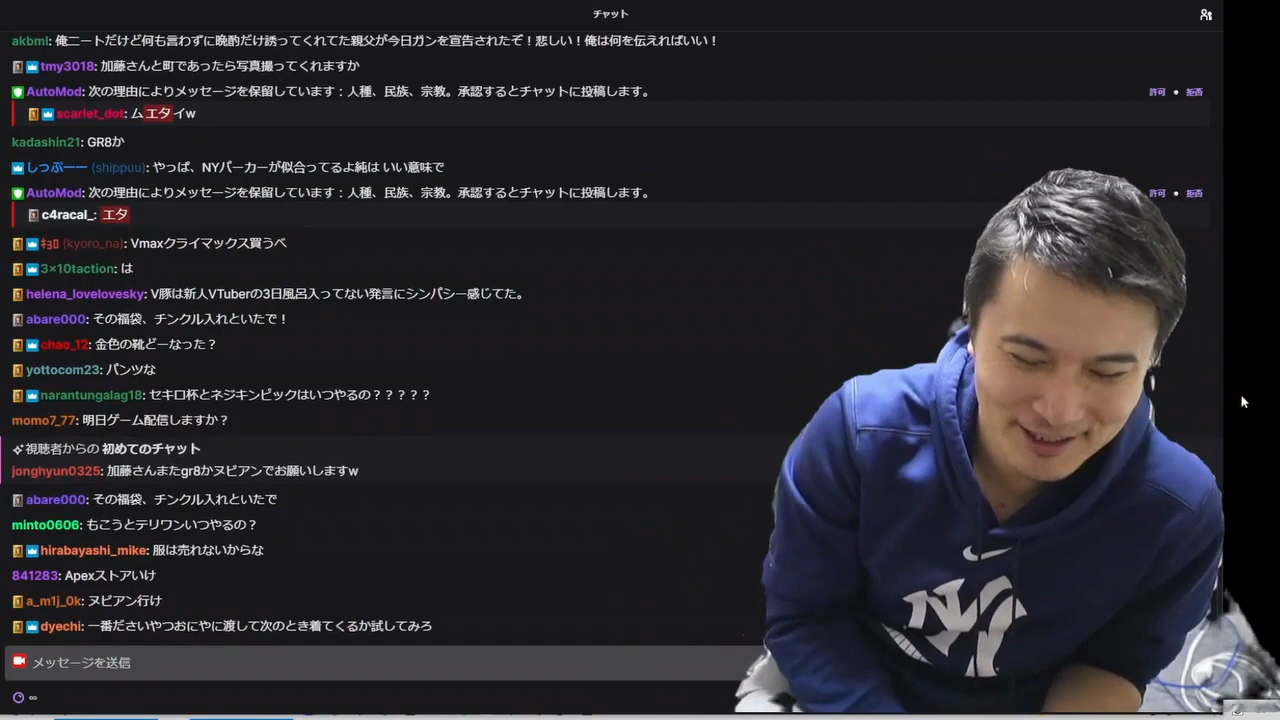 チャット
akbml: 俺ニートだけど何も言わずに晩酌だけ誘ってくれてた親父が今日ガンを宣告されたぞ！悲しい！俺は何を伝えればいい！
tmy3018: 加藤さんと町であったら写真撮ってくれますか
AutoMod: 次の理由によりメッセージを保留しています：人種、民族、宗教。承認するとチャットに投稿します。 許可 • 拒否
scarlet_dot: ムエタイw
kadashin21: GR8か
しっぷーー (shippuu): やっぱ、NYパーカーが似合ってるよ純は いい意味で
AutoMod: 次の理由によりメッセージを保留しています：人種、民族、宗教。承認するとチャットに投稿します。 許可 • 拒否
c4racal_: エタ
ｷｮﾛ (kyoro_na): Vmaxクライマックス買うべ
3×10taction: は
helena_lovelovesky: V豚は新人VTuberの3日風呂入ってない発言にシンパシー感じてた。
abare000: その福袋、チンクル入れといたで！
chao_12: 金色の靴どーなった？
yottocom23: パンツな
narantungalag18: セキロ杯とネジキンピックはいつやるの？？？？？
momo7_77: 明日ゲーム配信しますか？
視聴者からの 初めてのチャット
jonghyun0325: 加藤さんまたgr8かヌビアンでお願いしますw
abare000: その福袋、チンクル入れといたで
minto0606: もこうとテリワンいつやるの？
hirabayashi_mike: 服は売れないからな
841283: Apexストアいけ
a_m1j_0k: ヌビアン行け
dyechi: 一番ださいやつおにやに渡して次のとき着てくるか試してみろ
メッセージを送信
∞
NY